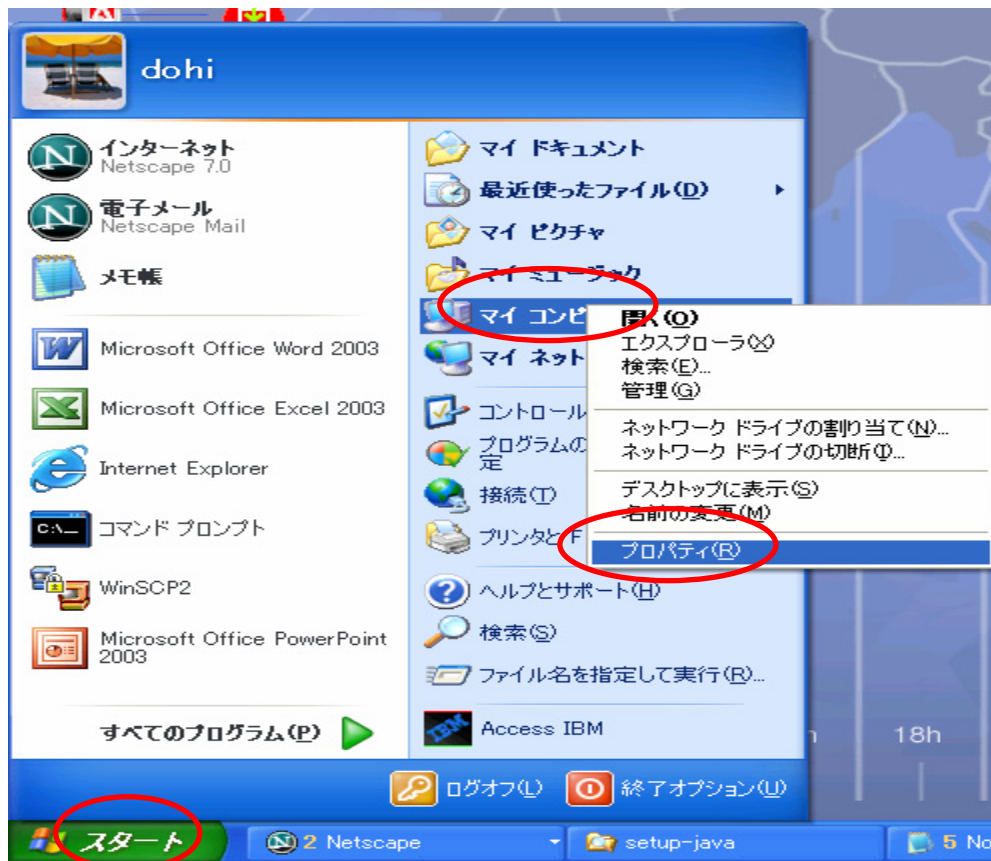 dohi
インターネット
Netscape 7.0
電子メール
Netscape Mail
メモ帳
Microsoft Office Word 2003
Microsoft Office Excel 2003
Internet Explorer
C:\_
コマンド プロンプト
WinSCP2
Microsoft Office PowerPoint
2003
すべてのプログラム(P)
マイ ドキュメント
最近使ったファイル(D)
マイ ピクチャ
マイ ミュージック
マイ コンピ
マイ ネット
コントロール
プログラムの
定
接続(T)
プリンタと F
ヘルプとサポート(H)
検索(S)
ファイル名を指定して実行(R)...
IBM
Access IBM
開く(O)
エクスプローラ(X)
検索(E)...
管理(G)
ネットワーク ドライブの割り当て(N)...
ネットワーク ドライブの切断(I)...
デスクトップに表示(S)
名前の変更(M)
プロパティ(R)
ログオフ(L)
終了オプション(U)
h
18h
スタート
2 Netscape
setup-java
5 No